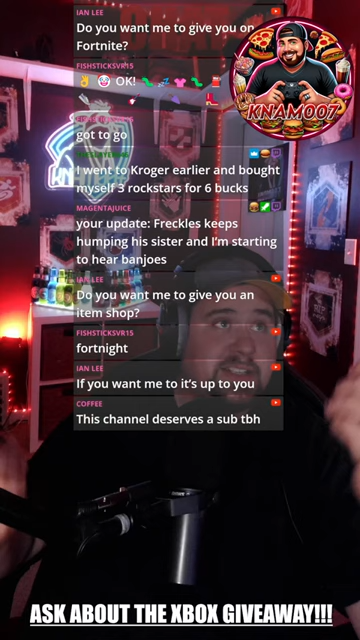 IAN LEE
Do you want me to give you on
Fortnite?
FISHSTICKSVR15
OK!
got to go
I went to Kroger earlier and bought
myself 3 rockstars for 6 bucks
MAGENTAJUICE
your update: Freckles keeps
humping his sister and I'm starting
to hear banjoes
IAN LEE
Do you want me to give you an
item shop?
FISHSTICKSVR15
fortnight
IAN LEE
If you want me to it's up to you
COFFEE
This channel deserves a sub tbh
KNAM007
ASK ABOUT THE XBOX GIVEAWAY!!!